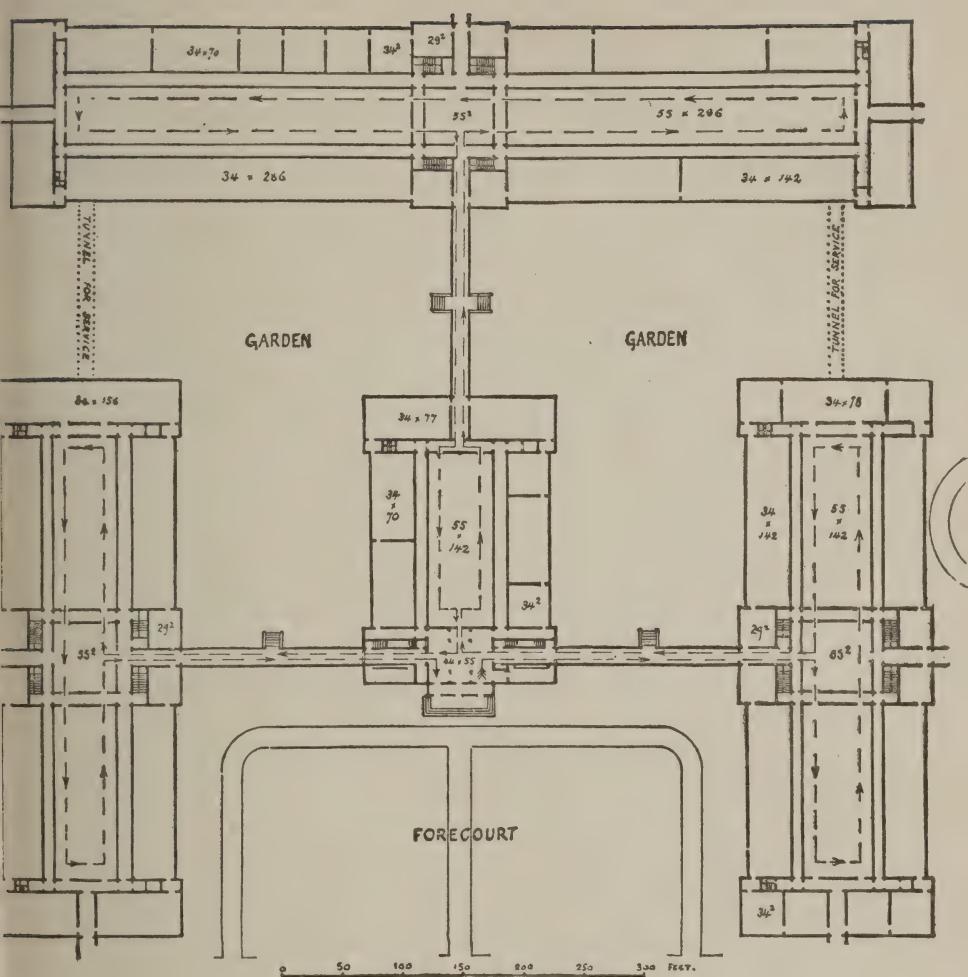 34×70
34²
29²
55²
55 × 286
34 × 286
34 × 142
TUNNEL FOR SERVICE
TUNNEL FOR SERVICE
GARDEN
GARDEN
34 × 156
34 × 77
34 × 78
34
×
70
55
×
142
34
×
142
55
×
142
34²
29²
29²
55²
44 × 55
FORECOURT
34²
0 50 100 150 200 250 300 FEET.